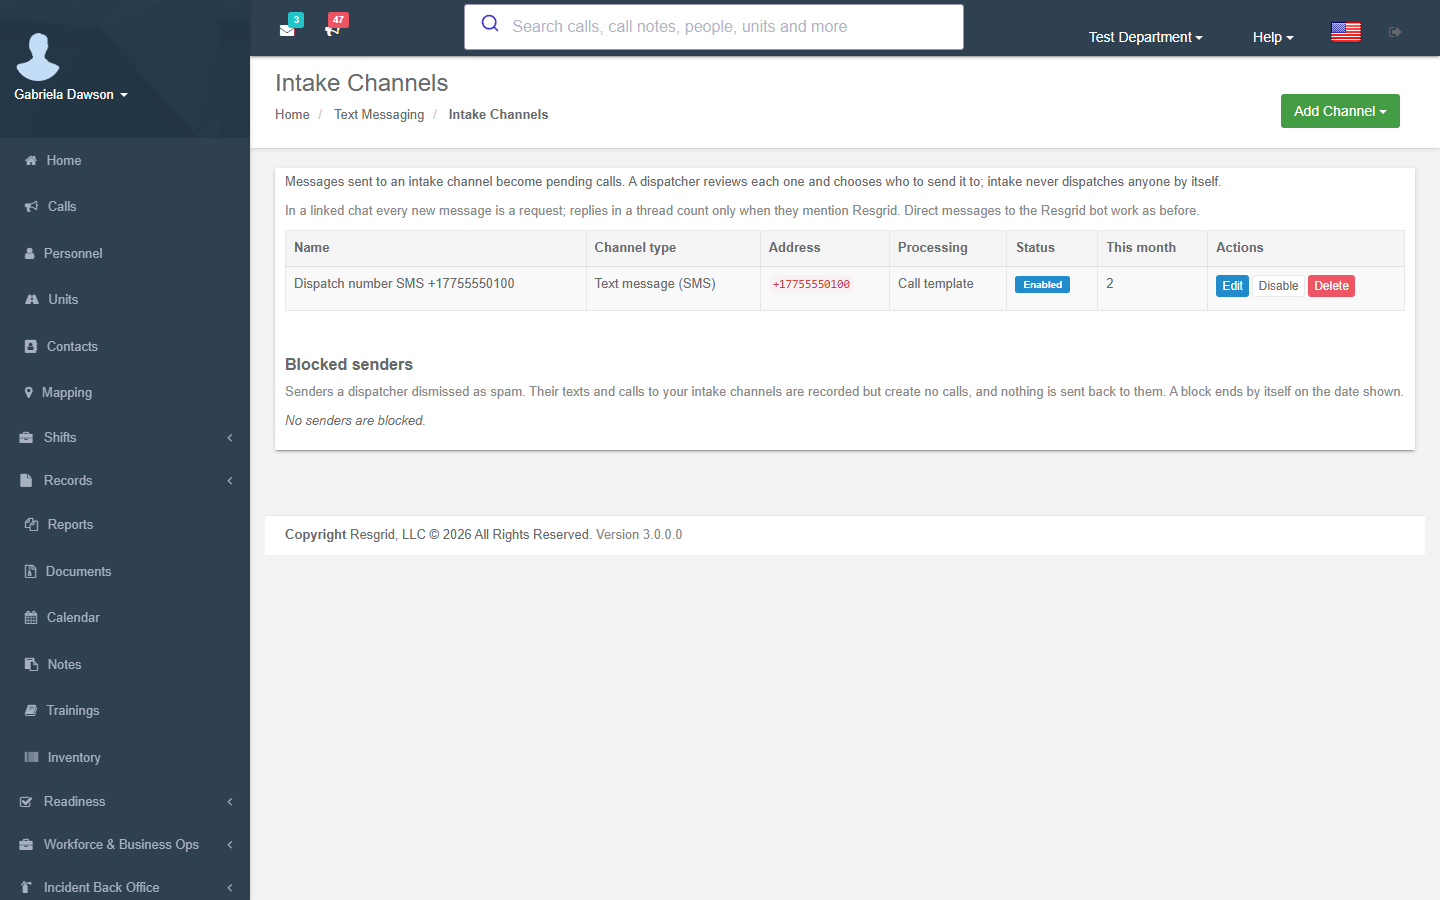 3
47
Search calls, call notes, people, units and more
Test Department
Help
Gabriela Dawson
Home
Calls
Personnel
Units
Contacts
Mapping
Shifts
Records
Reports
Documents
Calendar
Notes
Trainings
Inventory
Readiness
Workforce & Business Ops
Incident Back Office
Intake Channels
Home / Text Messaging / Intake Channels
Add Channel
Messages sent to an intake channel become pending calls. A dispatcher reviews each one and chooses who to send it to; intake never dispatches anyone by itself.
In a linked chat every new message is a request; replies in a thread count only when they mention Resgrid. Direct messages to the Resgrid bot work as before.
Name Channel type Address Processing Status This month Actions
Dispatch number SMS +17755550100 Text message (SMS) +17755550100 Call template Enabled 2 Edit Disable Delete
Blocked senders
Senders a dispatcher dismissed as spam. Their texts and calls to your intake channels are recorded but create no calls, and nothing is sent back to them. A block ends by itself on the date shown.
No senders are blocked.
Copyright Resgrid, LLC © 2026 All Rights Reserved. Version 3.0.0.0